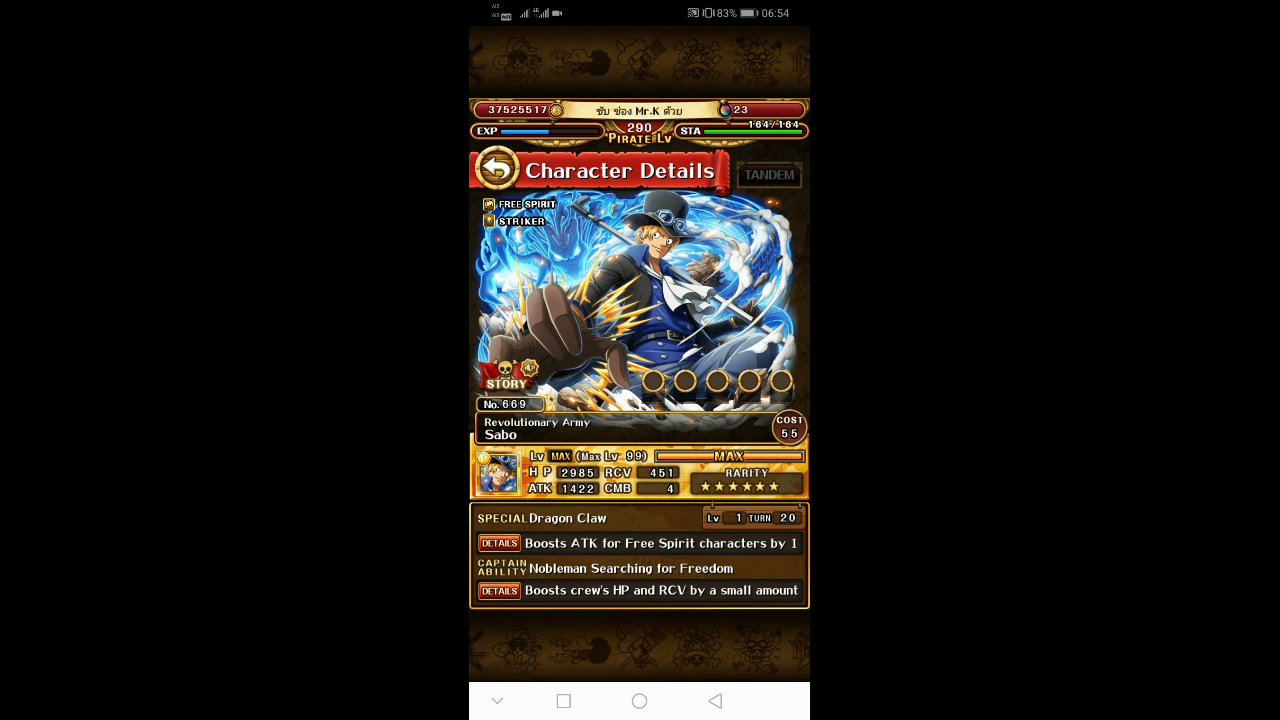 AIS
AIS
83% 06:54
37525517 ซับ ช่อง Mr.K ด้วย 23
EXP 290 STA 164/164
PIRATE LV
Character Details TANDEM
FREE SPIRIT
STRIKER
STORY
No. 669
Revolutionary Army COST
Sabo 55
Lv MAX (Max Lv 99) MAX
HP 2985 RCV 451 RARITY
ATK 1422 CMB 4 ★★★★★★
SPECIAL Dragon Claw Lv 1 TURN 20
DETAILS Boosts ATK for Free Spirit characters by 1
CAPTAIN ABILITY Nobleman Searching for Freedom
DETAILS Boosts crew's HP and RCV by a small amount